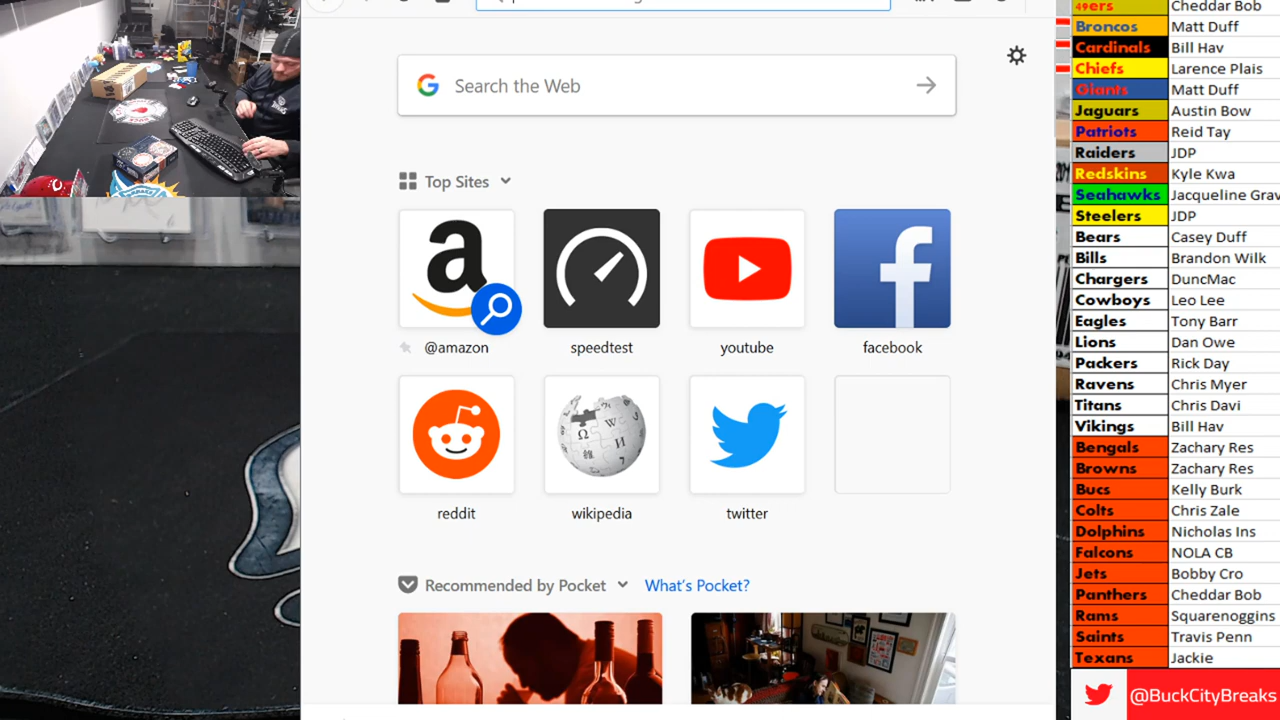 Search the Web
Top Sites
@amazon
speedtest
youtube
facebook
reddit
wikipedia
twitter
Recommended by Pocket
What's Pocket?
49ers Cheddar Bob
Broncos Matt Duff
Cardinals Bill Hav
Chiefs Larence Plais
Giants Matt Duff
Jaguars Austin Bow
Patriots Reid Tay
Raiders JDP
Redskins Kyle Kwa
Seahawks Jacqueline Grav
Steelers JDP
Bears Casey Duff
Bills Brandon Wilk
Chargers DuncMac
Cowboys Leo Lee
Eagles Tony Barr
Lions Dan Owe
Packers Rick Day
Ravens Chris Myer
Titans Chris Davi
Vikings Bill Hav
Bengals Zachary Res
Browns Zachary Res
Bucs Kelly Burk
Colts Chris Zale
Dolphins Nicholas Ins
Falcons NOLA CB
Jets Bobby Cro
Panthers Cheddar Bob
Rams Squarenoggins
Saints Travis Penn
Texans Jackie
@BuckCityBreaks